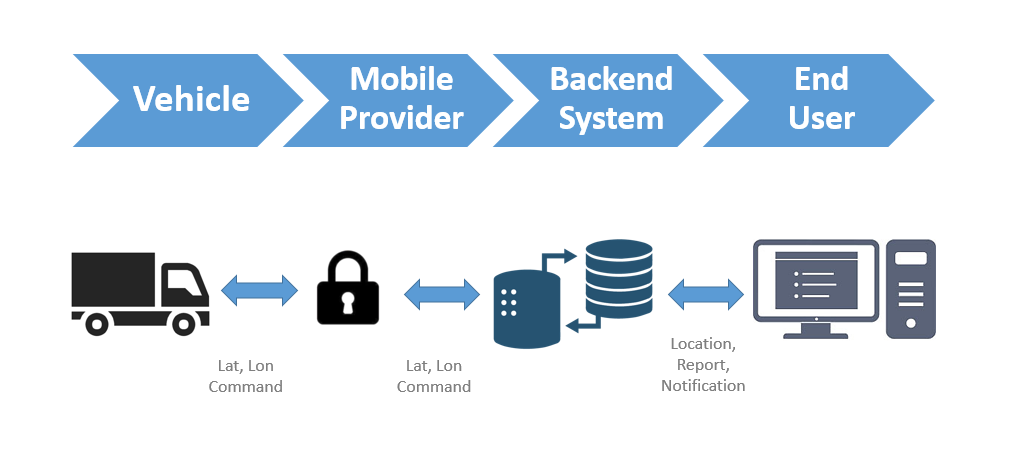 Vehicle
Mobile
Provider
Backend
System
End
User
Lat, Lon
Command
Lat, Lon
Command
Location,
Report,
Notification